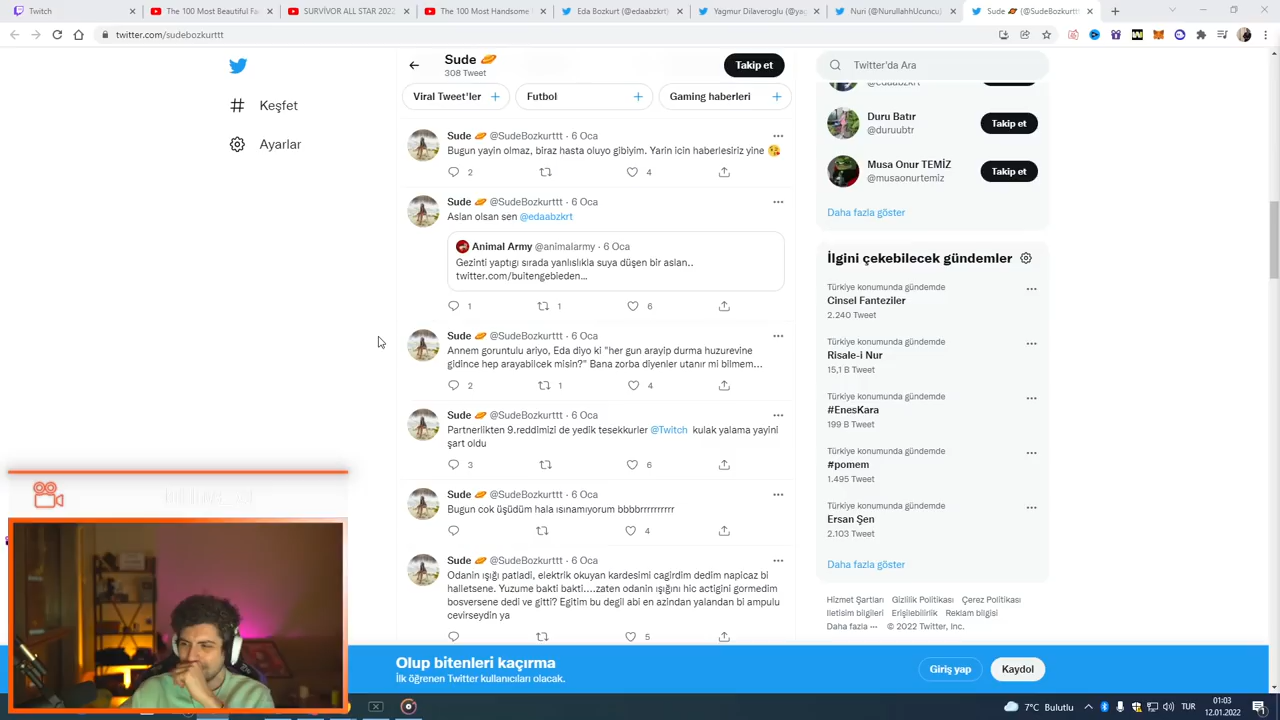 Twitch
The 100 Most Beautiful Fa
SURVİVOR ALL STAR 2022
The 100 Most Handsome
Eda Bozkurt (@edaabzkrt)
Yagmur Dilaveroglu (@yag
Nuri (@NurullahUcuncu)
Sude (@SudeBozkurttt)
twitter.com/sudebozkurttt
Keşfet
Ayarlar
Sude
308 Tweet
Takip et
Viral Tweet'ler
Futbol
Gaming haberleri
Sude @SudeBozkurttt · 6 Oca
Bugun yayin olmaz, biraz hasta oluyo gibiyim. Yarin icin haberlesiriz yine 😘
2 4
Sude @SudeBozkurttt · 6 Oca
Aslan olsan sen @edaabzkrt
Animal Army @animalarmy · 6 Oca
Gezinti yaptığı sırada yanlışlıkla suya düşen bir aslan..
twitter.com/buitengebieden...
1 1 6
Sude @SudeBozkurttt · 6 Oca
Annem goruntulu ariyo, Eda diyo ki "her gun arayip durma huzurevine
gidince hep arayabilcek misin?" Bana zorba diyenler utanır mi bilmem...
2 1 4
Sude @SudeBozkurttt · 6 Oca
Partnerlikten 9.reddimizi de yedik tesekkurler @Twitch kulak yalama yayini
şart oldu
3 6
Sude @SudeBozkurttt · 6 Oca
Bugun cok üşüdüm hala ısınamıyorum bbbbrrrrrrrrrr
4
Sude @SudeBozkurttt · 6 Oca
Odanin ışığı patladi, elektrik okuyan kardesimi cagirdim dedim napicaz bi
halletsene. Yuzume bakti bakti....zaten odanin ışığını hic actigini görmedim
bosversene dedi ve gitti? Egitim bu degil abi en azindan yalandan bi ampulu
cevirseydin ya
5
Twitter'da Ara
@edaabzkrt
Duru Batır
@duruubtr
Takip et
Musa Onur TEMİZ
@musaonurtemiz
Takip et
Daha fazla göster
İlgini çekebilecek gündemler
Türkiye konumunda gündemde
Cinsel Fanteziler
2.240 Tweet
Türkiye konumunda gündemde
Risale-i Nur
15,1 B Tweet
Türkiye konumunda gündemde
#EnesKara
199 B Tweet
Türkiye konumunda gündemde
#pomem
1.495 Tweet
Türkiye konumunda gündemde
Ersan Şen
2.103 Tweet
Daha fazla göster
Hizmet Şartları Gizlilik Politikası Çerez Politikası
İletişim bilgileri Erişilebilirlik Reklam bilgisi
Daha fazla ··· © 2022 Twitter, Inc.
Olup bitenleri kaçırma
İlk öğrenen Twitter kullanıcıları olacak.
Giriş yap
Kaydol
7°C Bulutlu
TUR
01:03
12.01.2022